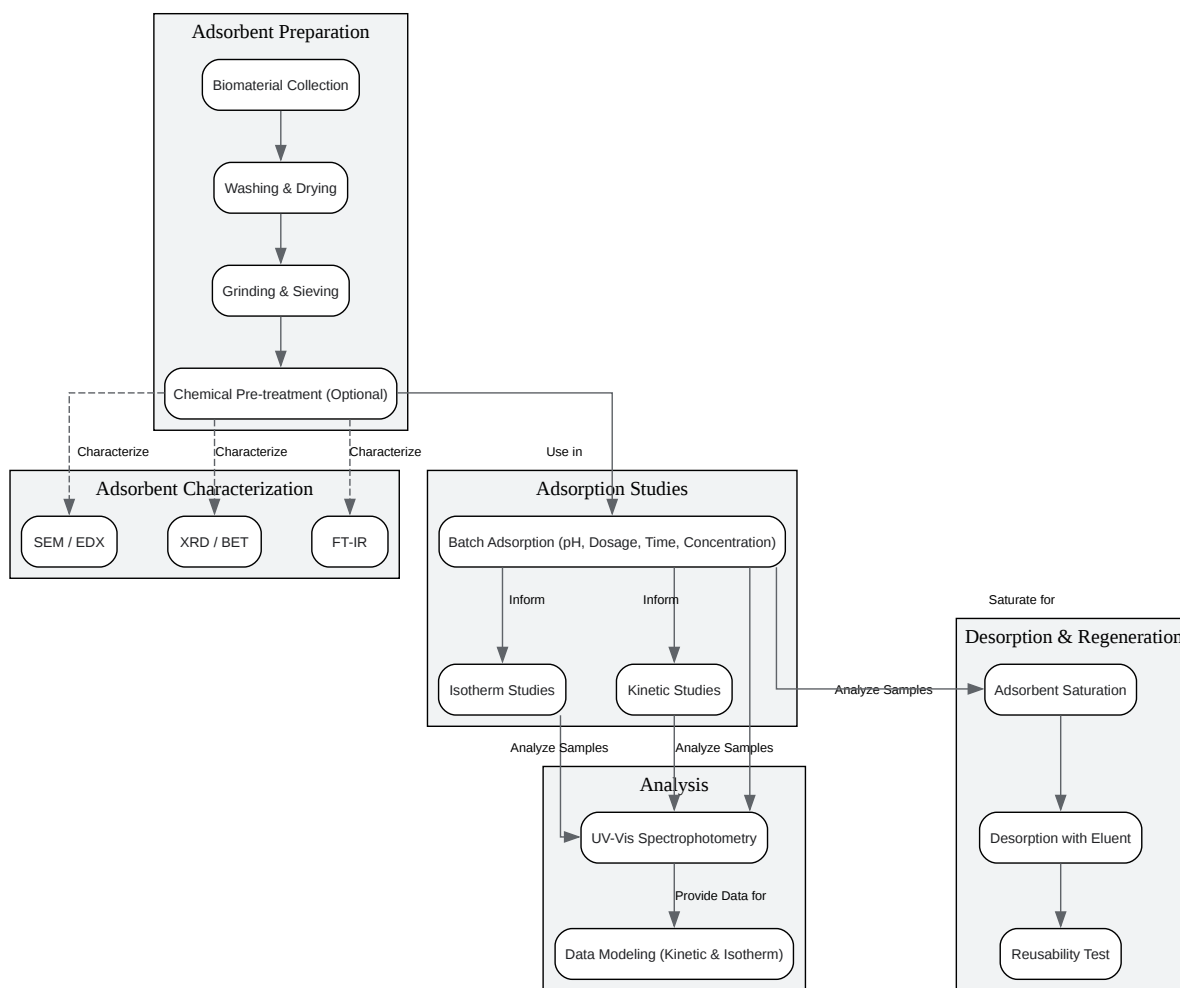 Adsorbent Preparation
Biomaterial Collection
Washing & Drying
Grinding & Sieving
Chemical Pre-treatment (Optional)
Characterize
Characterize
Characterize
Use in
Adsorbent Characterization
SEM / EDX
XRD / BET
FT-IR
Adsorption Studies
Batch Adsorption (pH, Dosage, Time, Concentration)
Inform
Inform
Saturate for
Isotherm Studies
Kinetic Studies
Analyze Samples
Analyze Samples
Analyze Samples
Desorption & Regeneration
Adsorbent Saturation
Desorption with Eluent
Reusability Test
Analysis
UV-Vis Spectrophotometry
Provide Data for
Data Modeling (Kinetic & Isotherm)